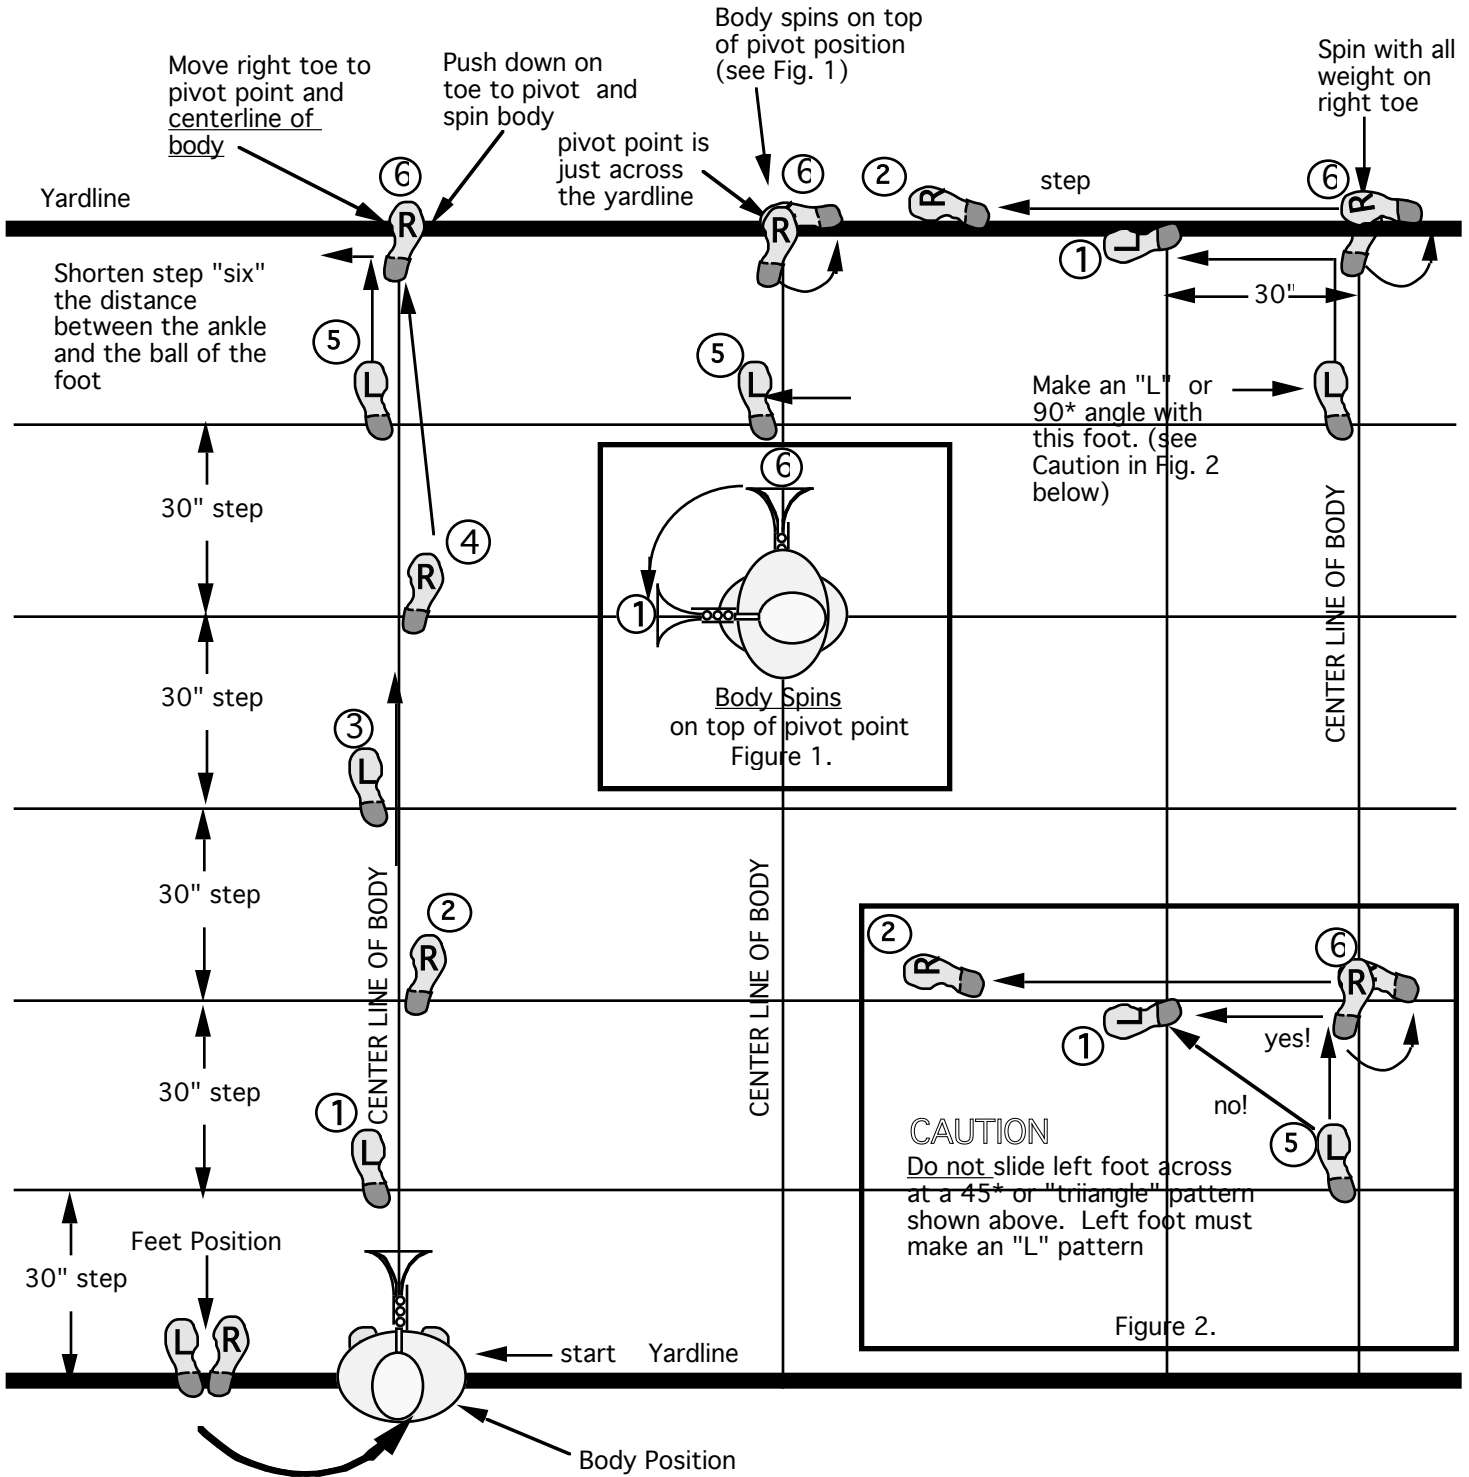 Body spins on top
of pivot position
(see Fig. 1)
Spin with all
weight on
right toe
Move right toe to
pivot point and
centerline of
body
Push down on
toe to pivot and
spin body
pivot point is
just across
the yardline
Yardline
6
R
6
R
2
R
step
6
R
1
L
30"
Shorten step "six"
the distance
between the ankle
and the ball of the
foot
5
L
5
L
Make an "L" or
90* angle with
this foot. (see
Caution in Fig. 2
below)
L
30" step
4
R
6
1
Body Spins
on top of pivot point
Figure 1.
CENTER LINE OF BODY
30" step
3
L
30" step
2
R
CENTER LINE OF BODY
CENTER LINE OF BODY
30" step
1
L
2
R
6
R
1
L
yes!
no!
5
L
CAUTION
Do not slide left foot across
at a 45* or "triiangle" pattern
shown above. Left foot must
make an "L" pattern
Figure 2.
Feet Position
30" step
L
R
start Yardline
Body Position